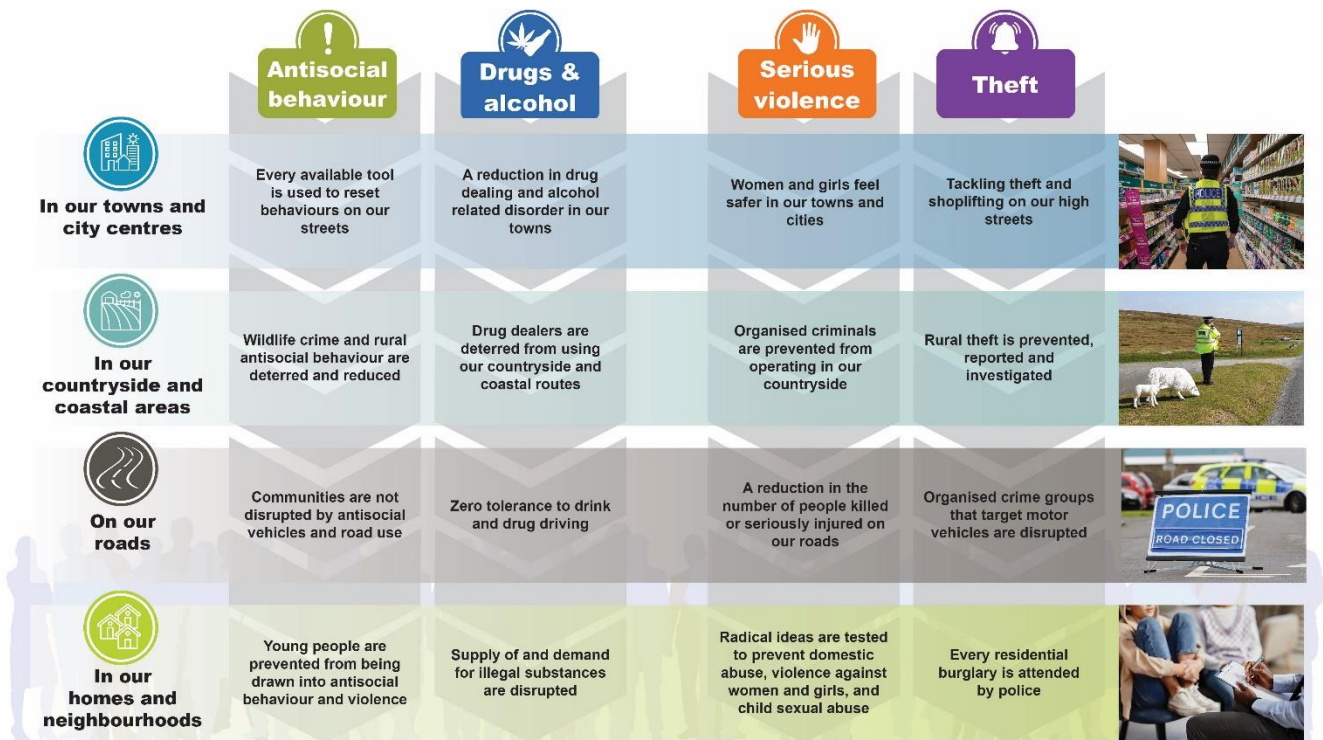 Antisocial
behaviour
Drugs &
alcohol
Serious
violence
Theft
In our towns and
city centres
Every available tool
is used to reset
behaviours on our
streets
A reduction in drug
dealing and alcohol
related disorder in our
towns
Women and girls feel
safer in our towns and
cities
Tackling theft and
shoplifting on our high
streets
POLICE
In our
countryside and
coastal areas
Wildlife crime and rural
antisocial behaviour are
deterred and reduced
Drug dealers are
deterred from using
our countryside and
coastal routes
Organised criminals
are prevented from
operating in our
countryside
Rural theft is prevented,
reported and
investigated
On our
roads
Communities are not
disrupted by antisocial
vehicles and road use
Zero tolerance to drink
and drug driving
A reduction in the
number of people killed
or seriously injured on
our roads
Organised crime groups
that target motor
vehicles are disrupted
POLICE
ROAD CLOSED
In our
homes and
neighbourhoods
Young people are
prevented from being
drawn into antisocial
behaviour and violence
Supply of and demand
for illegal substances
are disrupted
Radical ideas are tested
to prevent domestic
abuse, violence against
women and girls, and
child sexual abuse
Every residential
burglary is attended
by police